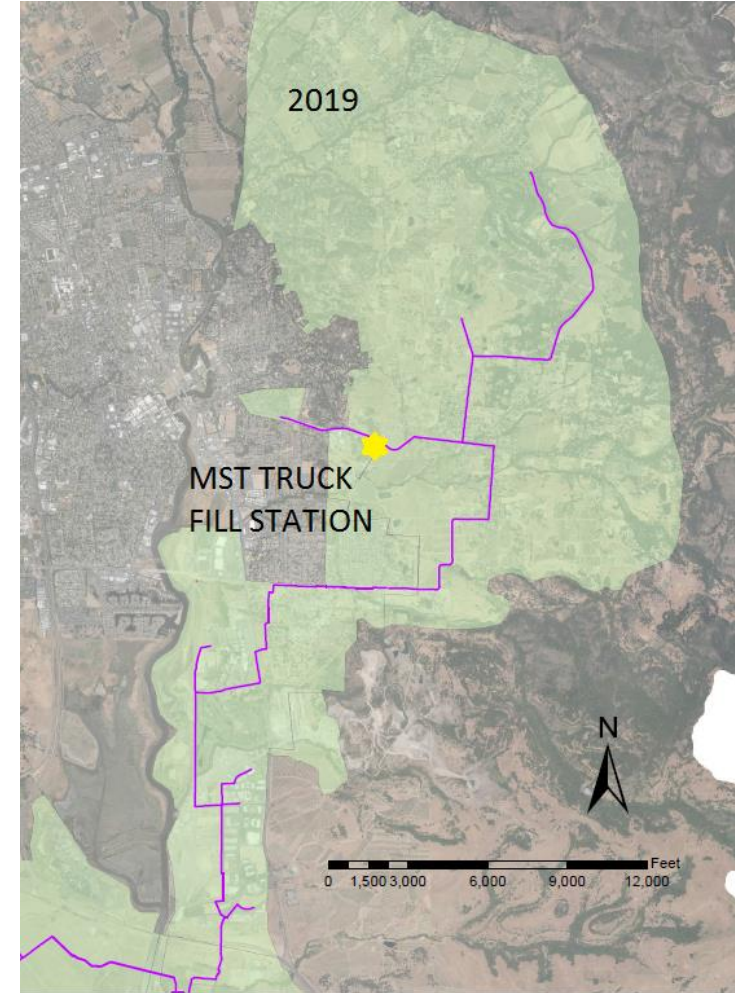 2019
MST TRUCK
FILL STATION
N
Feet
0 1,500 3,000 6,000 9,000 12,000